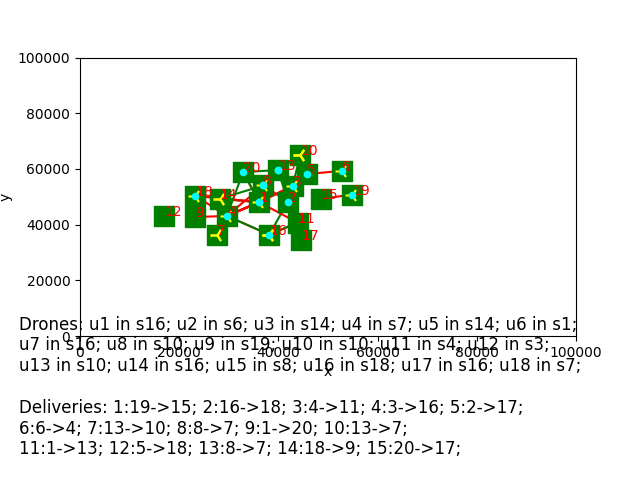 100000
80000
60000
40000
20000
0
y
0
20000
40000
60000
80000
100000
x
12
11
17
Drones: u1 in s16; u2 in s6; u3 in s14; u4 in s7; u5 in s14; u6 in s1;
u7 in s16; u8 in s10; u9 in s19; u10 in s10; u11 in s4; u12 in s3;
u13 in s10; u14 in s16; u15 in s8; u16 in s18; u17 in s16; u18 in s7;
Deliveries: 1:19->15; 2:16->18; 3:4->11; 4:3->16; 5:2->17;
6:6->4; 7:13->10; 8:8->7; 9:1->20; 10:13->7;
11:1->13; 12:5->18; 13:8->7; 14:18->9; 15:20->17;